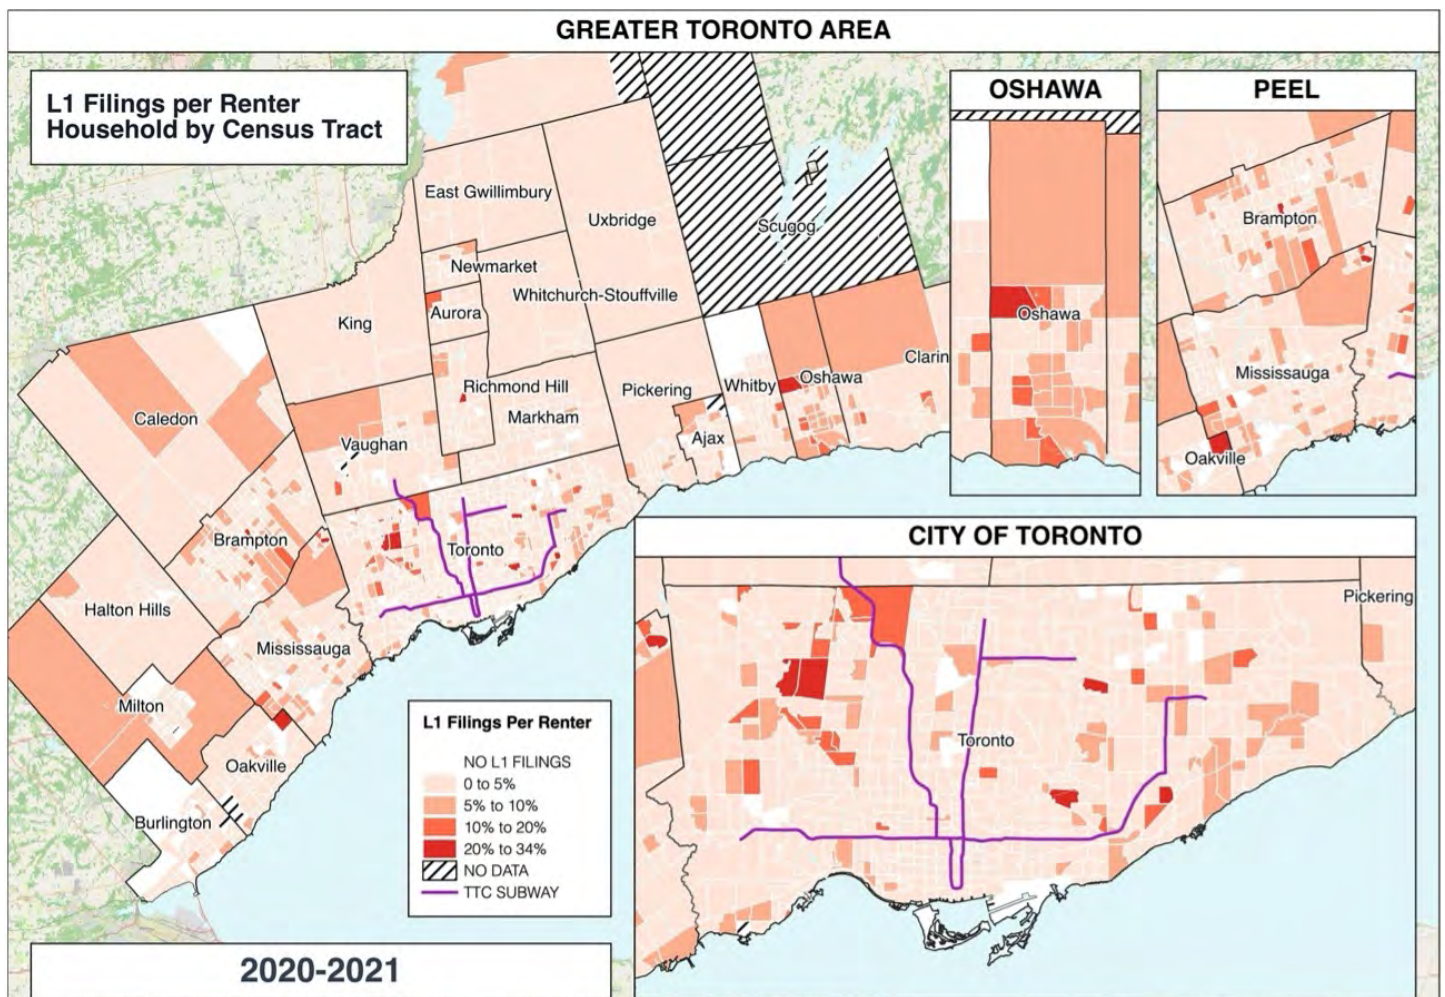 GREATER TORONTO AREA
L1 Filings per Renter
Household by Census Tract
East Gwillimbury
Uxbridge
Scugog
Newmarket
Whitchurch-Stouffville
Aurora
King
Richmond Hill
Markham
Pickering
Whitby
Oshawa
Clarin
Ajax
Caledon
Vaughan
Brampton
Toronto
Halton Hills
Mississauga
Milton
Oakville
Burlington
OSHAWA
Oshawa
PEEL
Brampton
Mississauga
Oakville
CITY OF TORONTO
Pickering
Toronto
L1 Filings Per Renter
NO L1 FILINGS
0 to 5%
5% to 10%
10% to 20%
20% to 34%
NO DATA
TTC SUBWAY
2020-2021